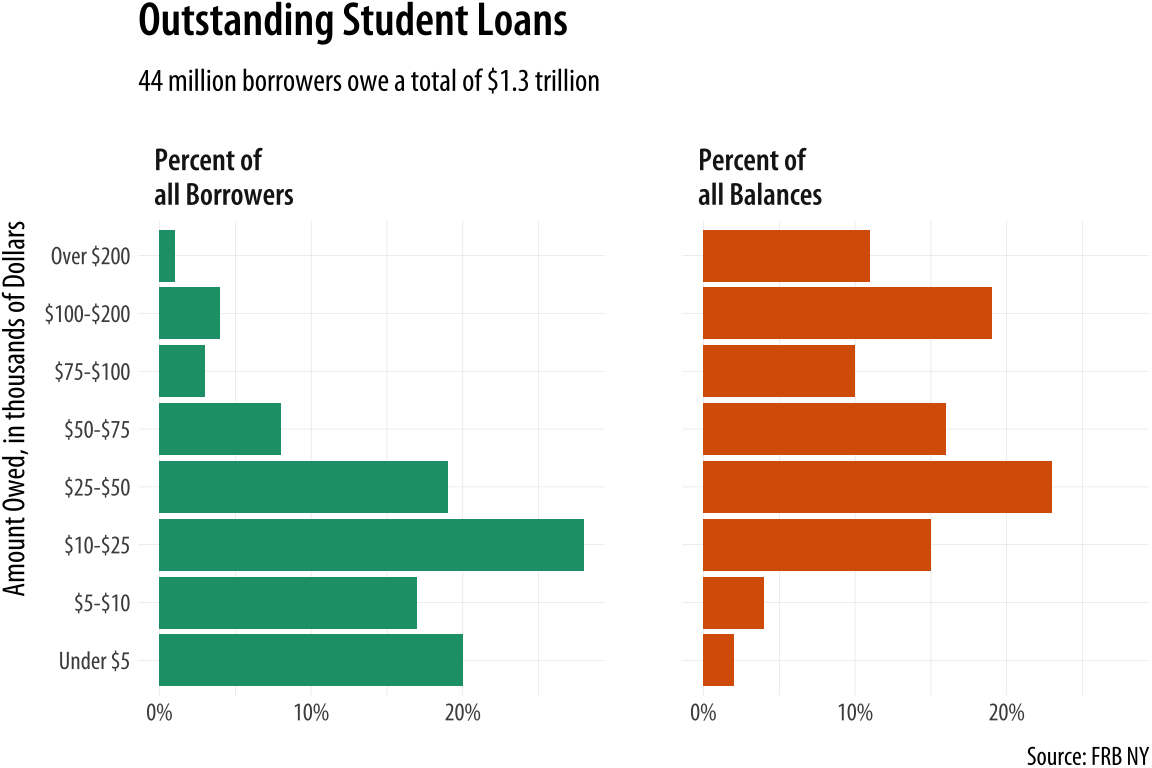 Outstanding Student Loans
44 million borrowers owe a total of $1.3 trillion
Percent of
all Borrowers
Percent of
all Balances
Amount Owed, in thousands of Dollars
Over $200
$100-$200
$75-$100
$50-$75
$25-$50
$10-$25
$5-$10
Under $5
0% 10% 20%
0% 10% 20%
Source: FRB NY